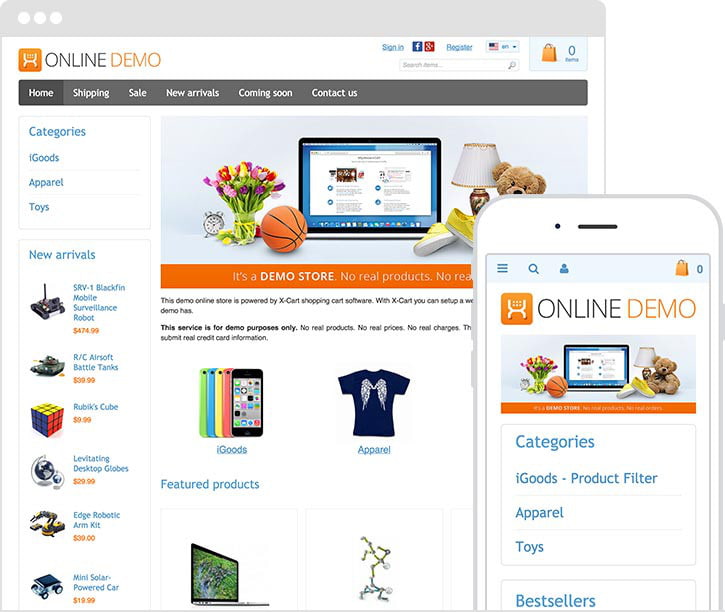 Sign in
Register
en
0
items
ONLINE DEMO
Search items...
Home
Shipping
Sale
New arrivals
Coming soon
Contact us
Categories
iGoods
Apparel
Toys
New arrivals
SRV-1 Blackfin
Mobile
Surveillance
Robot
$474.99
R/C Airsoft
Battle Tanks
$39.99
Rubik's Cube
$9.99
Levitating
Desktop Globes
$29.99
Edge Robotic
Arm Kit
$39.00
Mini Solar-
Powered Car
$19.99
It's a DEMO STORE. No real products. No rea
This demo online store is powered by X-Cart shopping cart software. With X-Cart you can setup a we
demo has.
This service is for demo purposes only. No real products. No real prices. No real charges. Th
submit real credit card information.
iGoods
Apparel
Featured products
0
ONLINE DEMO
It's a DEMO STORE. No real products. No real orders.
Categories
iGoods - Product Filter
Apparel
Toys
Bestsellers